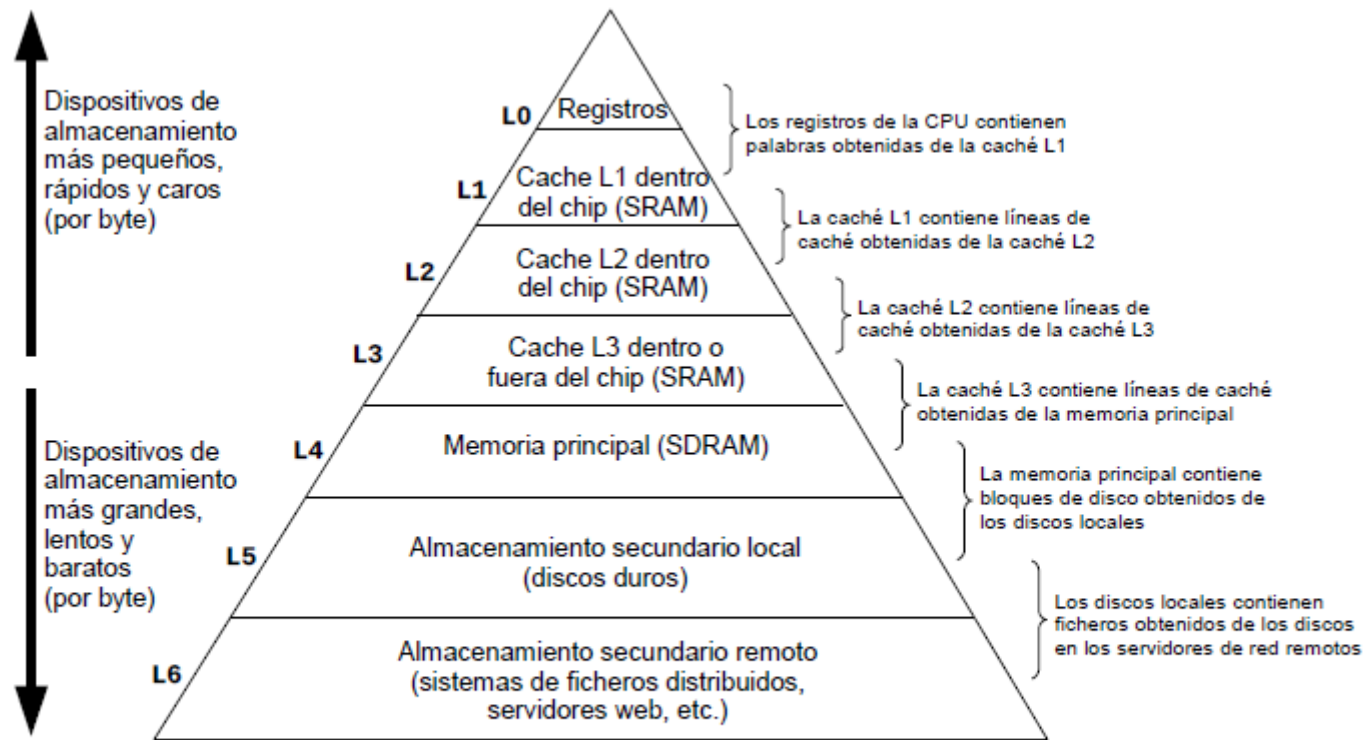 Dispositivos de
almacenamiento
más pequeños,
rápidos y caros
(por byte)
Dispositivos de
almacenamiento
más grandes,
lentos y
baratos
(por byte)
L0
Registros
L1
Cache L1 dentro
del chip (SRAM)
L2
Cache L2 dentro
del chip (SRAM)
L3
Cache L3 dentro o
fuera del chip (SRAM)
L4
Memoria principal (SDRAM)
L5
Almacenamiento secundario local
(discos duros)
L6
Almacenamiento secundario remoto
(sistemas de ficheros distribuidos,
servidores web, etc.)
Los registros de la CPU contienen
palabras obtenidas de la caché L1
La caché L1 contiene líneas de
caché obtenidas de la caché L2
La caché L2 contiene líneas de
caché obtenidas de la caché L3
La caché L3 contiene líneas de caché
obtenidas de la memoria principal
La memoria principal contiene
bloques de disco obtenidos de
los discos locales
Los discos locales contienen
ficheros obtenidos de los discos
en los servidores de red remotos